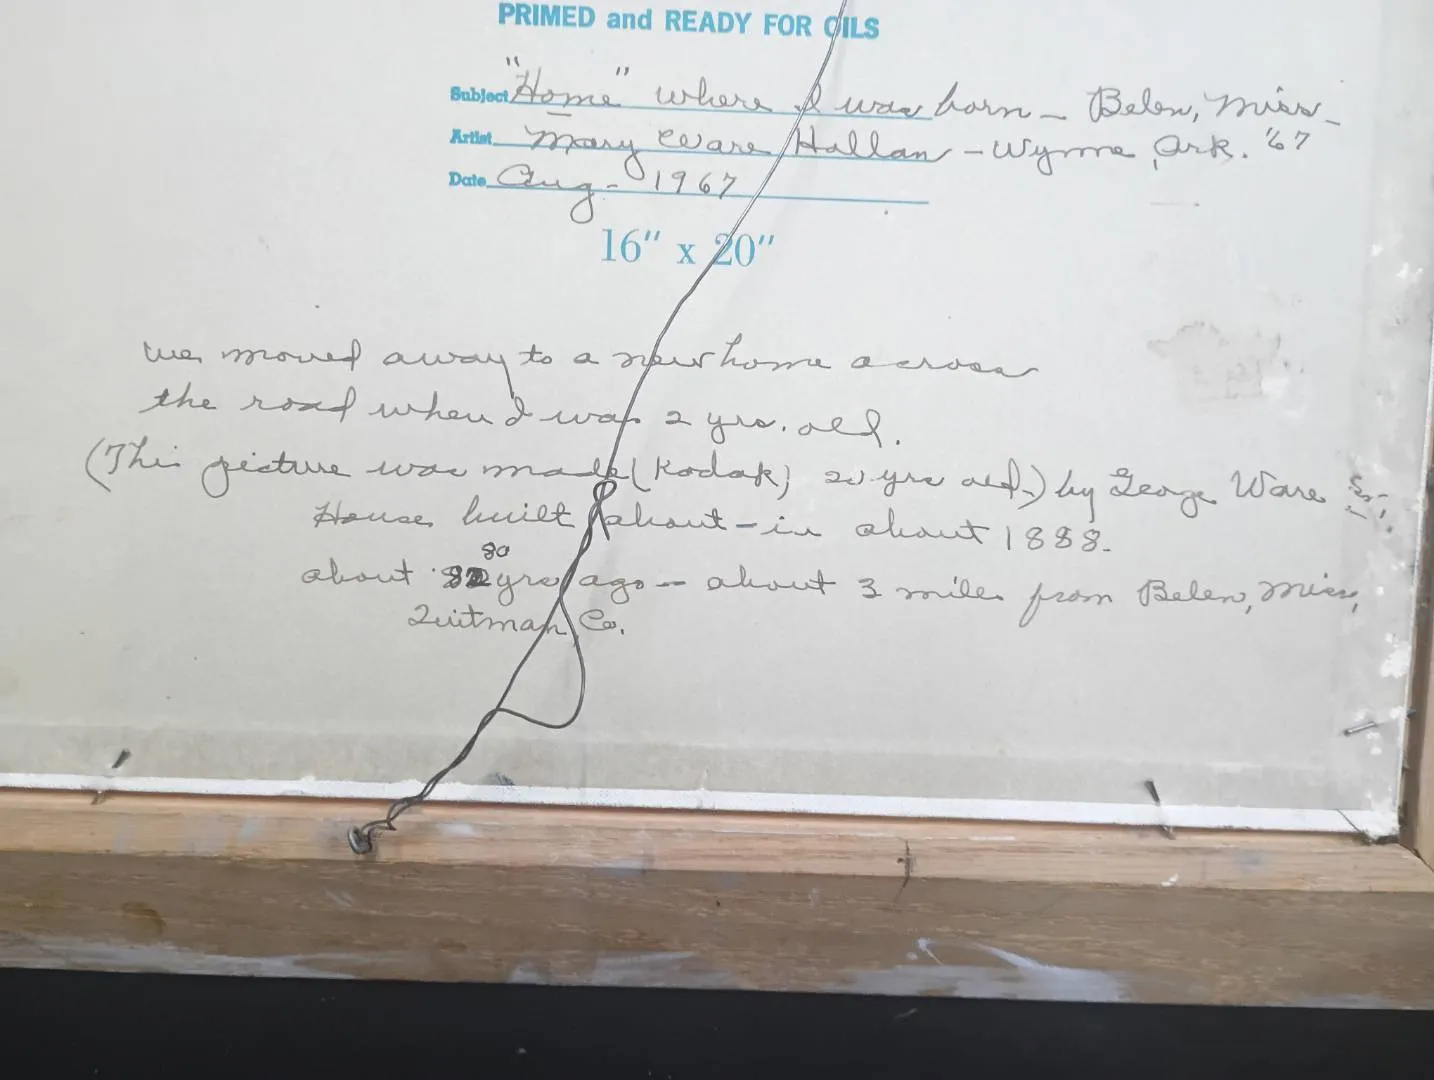 PRIMED and READY FOR OILS
Subject "Home" where I was born - Belen, Miss -
Artist Mary Ware Hallan - Wynne, Ark. '67
Date Aug - 1967
16" x 20"
we moved away to a new home across
the road when I was 2 yrs. old.
(This picture was made (Kodak) 20 yrs old.) by George Ware Sr.
House built about - in about 1888.
80
about 82 yrs ago - about 3 miles from Belen, Miss,
Quitman Co.